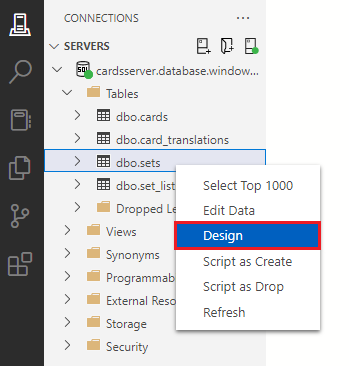 CONNECTIONS
SERVERS
SQL
cardsserver.database.window...
Tables
dbo.cards
dbo.card_translations
dbo.sets
dbo.set_list
Dropped Le
Views
Synonyms
Programmab
External Reso
Storage
Security
Select Top 1000
Edit Data
Design
Script as Create
Script as Drop
Refresh